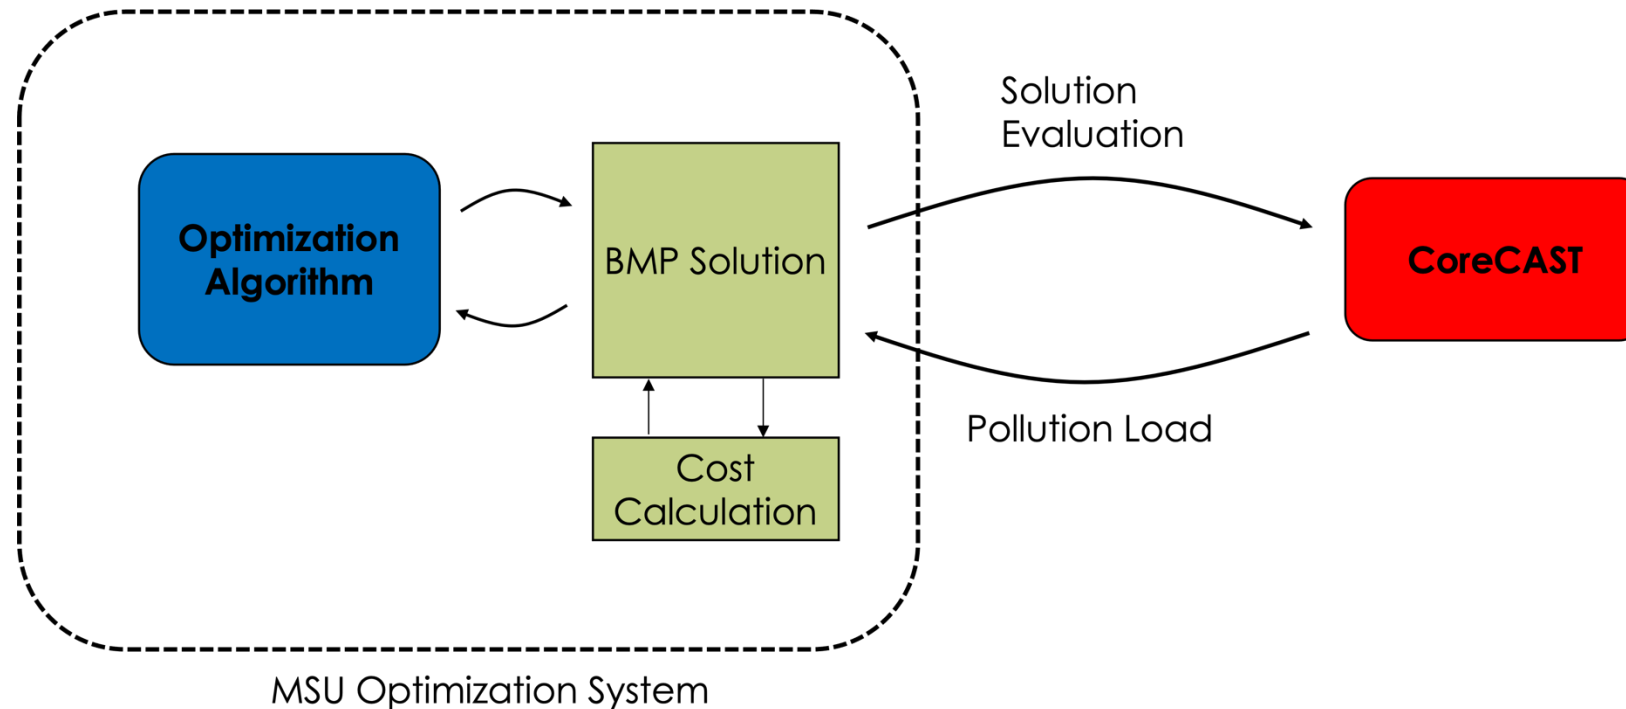 Solution
Evaluation
Optimization
Algorithm
BMP Solution
CoreCAST
Pollution Load
Cost
Calculation
MSU Optimization System